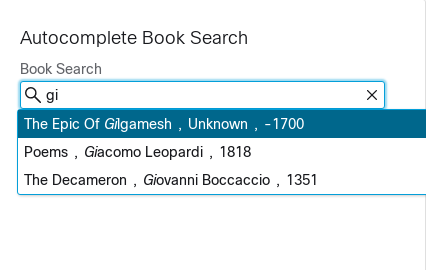 Autocomplete Book Search
Book Search
gi
The Epic Of Gilgamesh , Unknown , -1700
Poems , Giacomo Leopardi , 1818
The Decameron , Giovanni Boccaccio , 1351